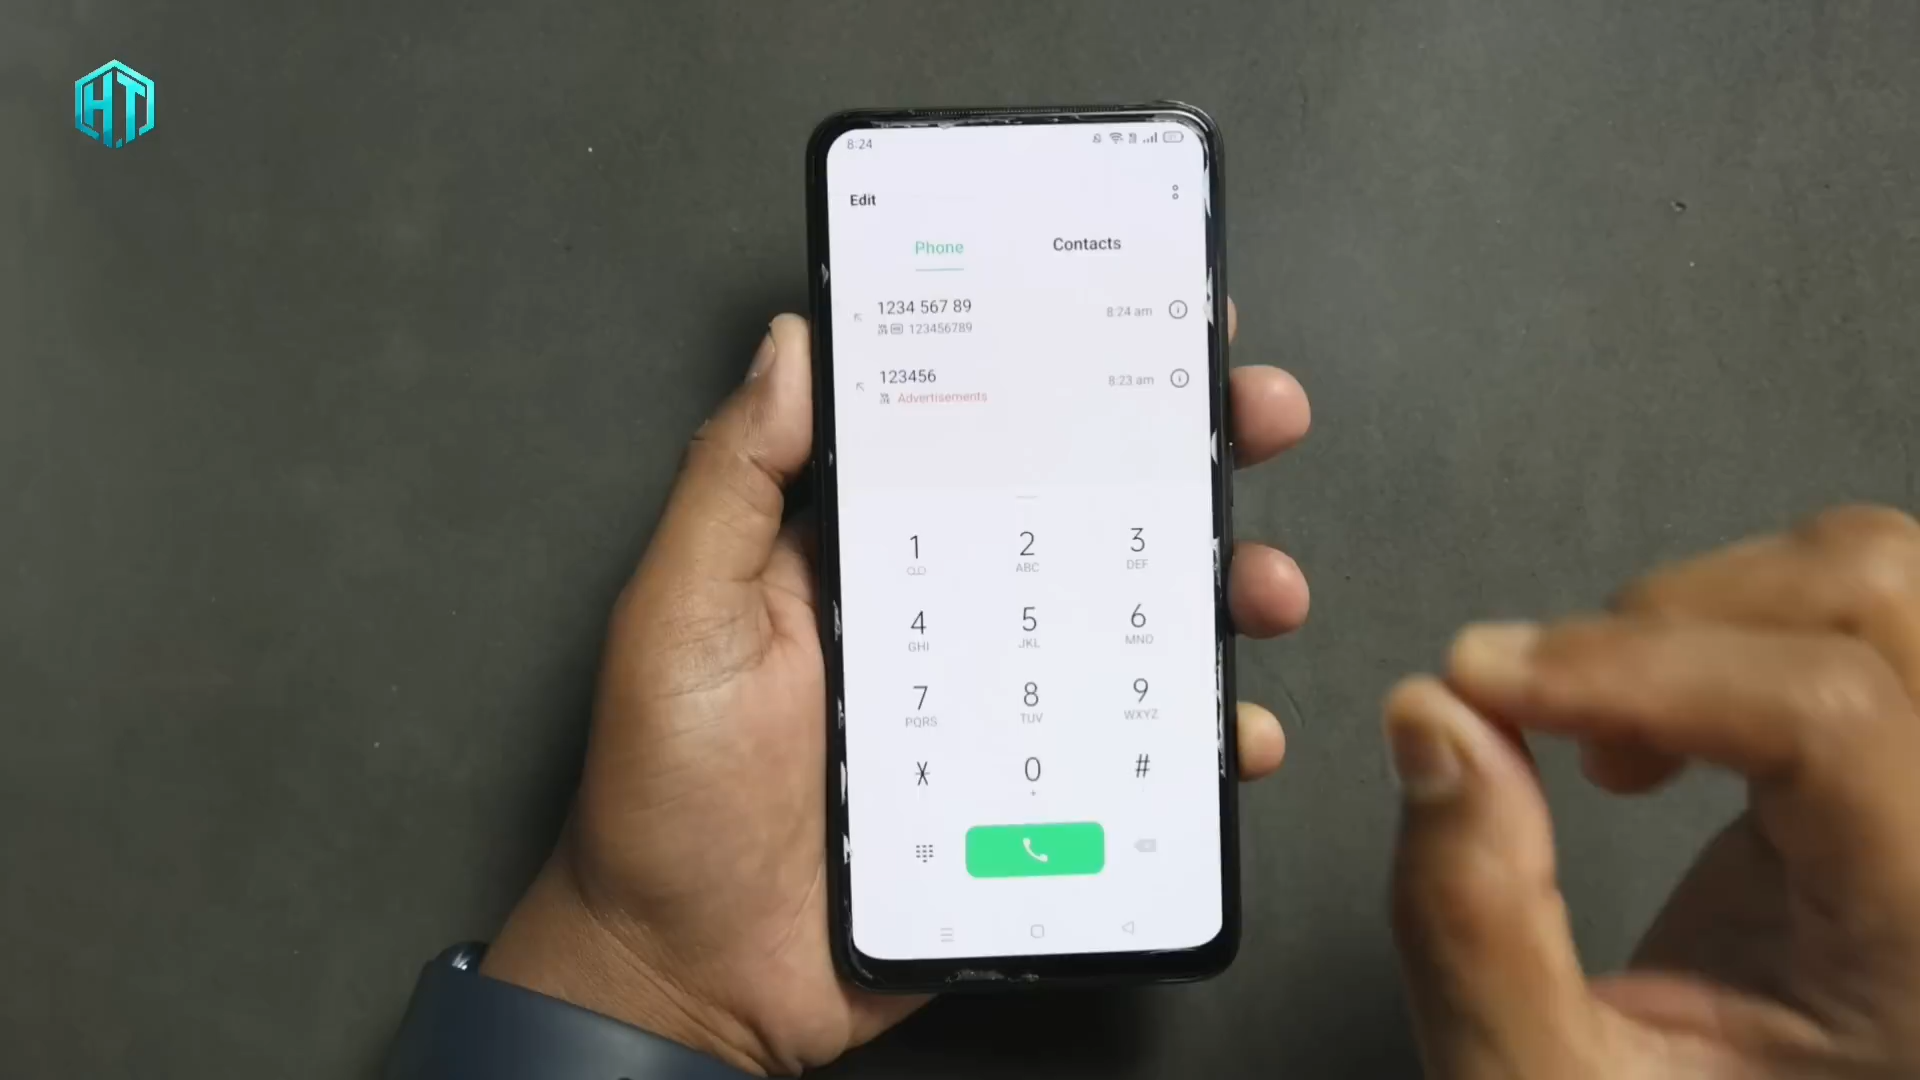 HT
8:24
Edit
Phone Contacts
1234 567 89
8:24 am
123456789
123456
8:23 am
Advertisements
1 2 3
ABC DEF
4 5 6
GHI JKL MNO
7 8 9
PQRS TUV WXYZ
* 0 #
+